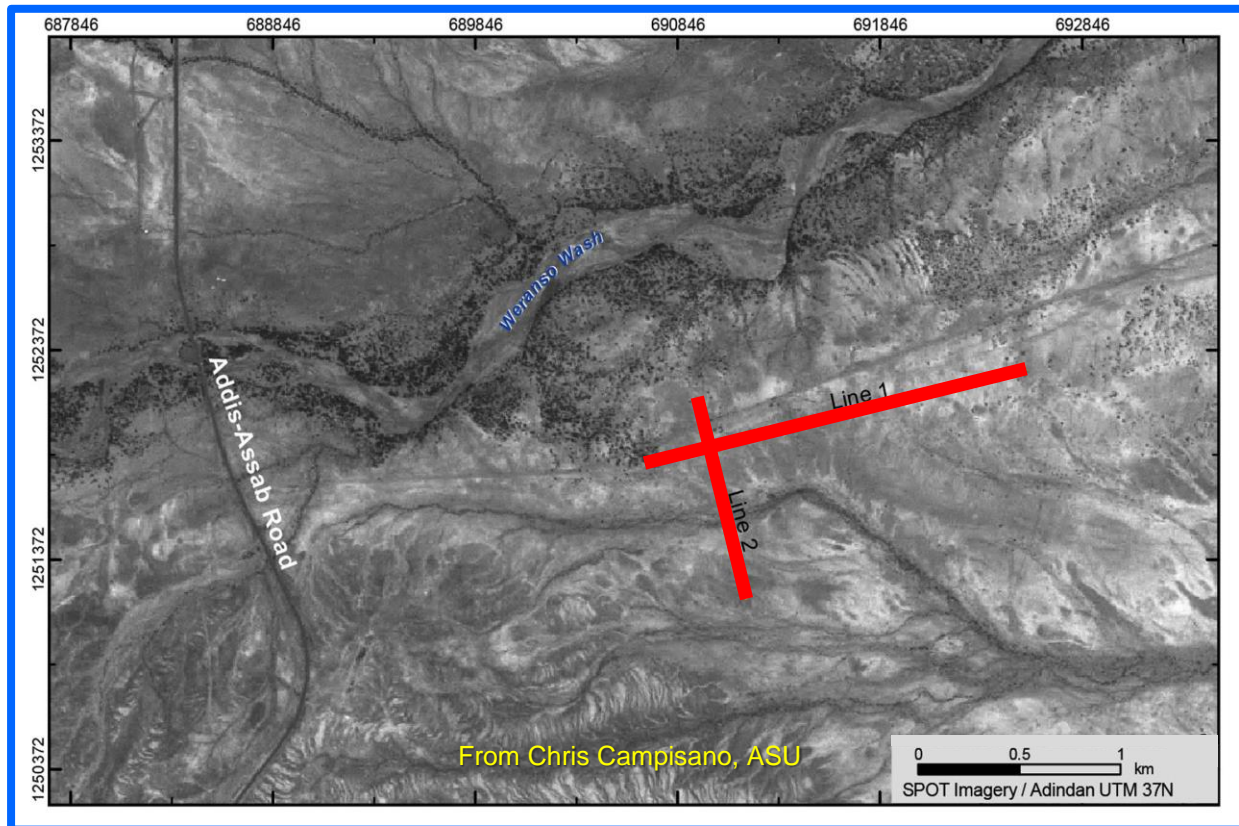 687846 688846 689846 690846 691846 692846
1253372
1252372
1251372
1250372
Weranso Wash
Addis-Assab Road
Line 1
Line 2
From Chris Campisano, ASU
0 0.5 1
km
SPOT Imagery / Adindan UTM 37N